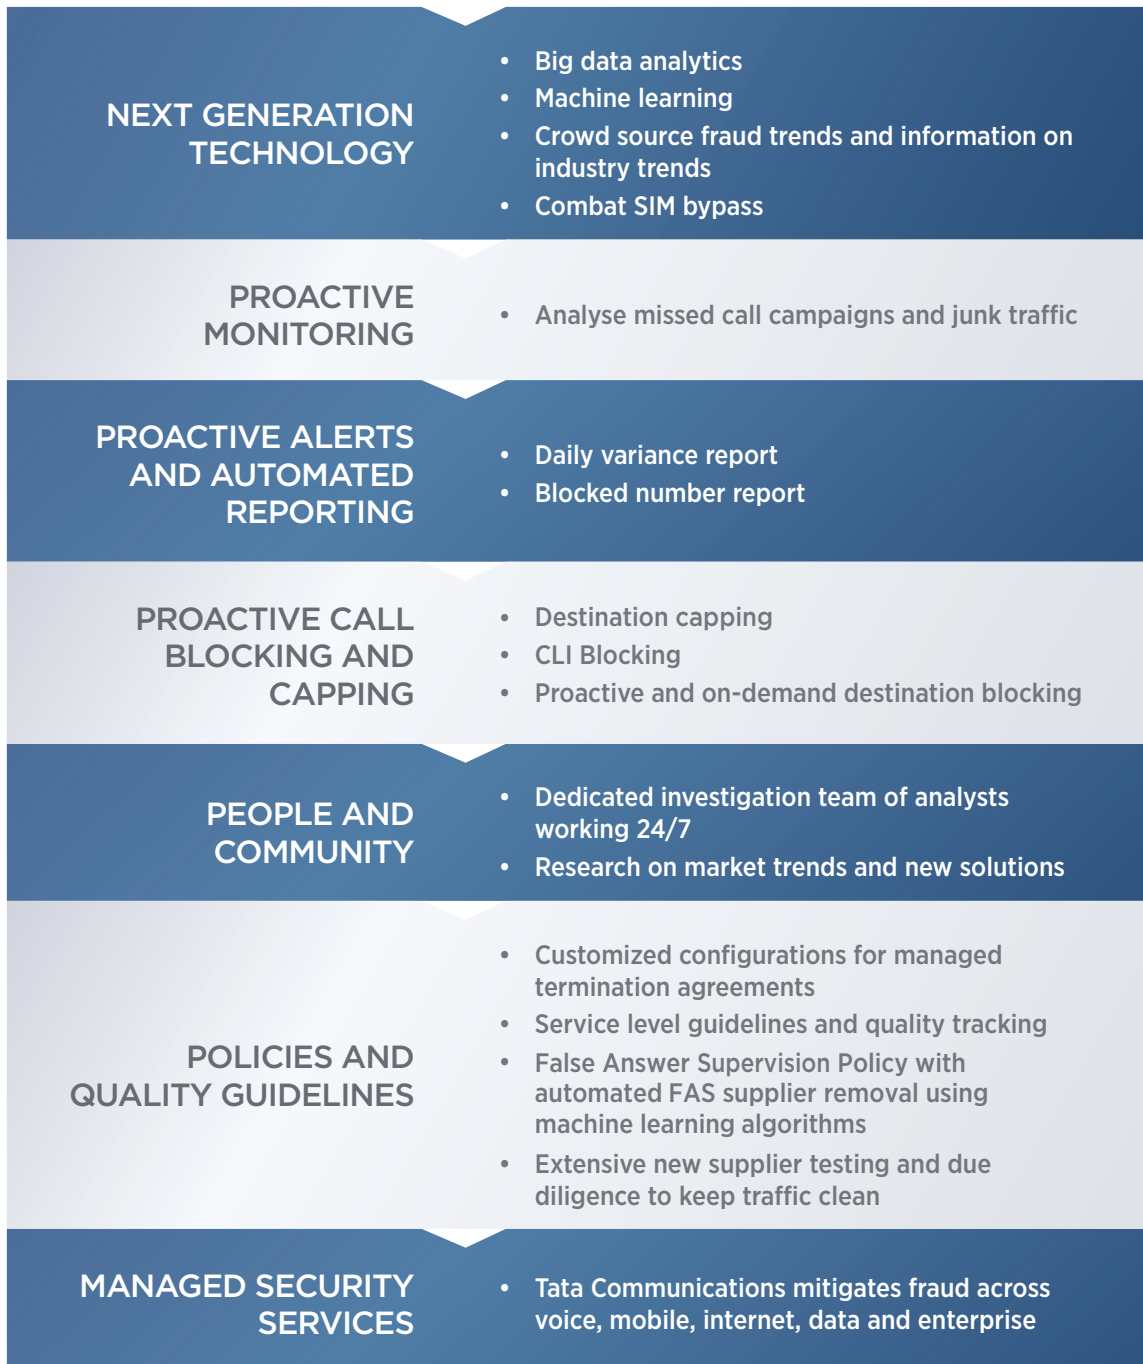 NEXT GENERATION
TECHNOLOGY
• Big data analytics
• Machine learning
• Crowd source fraud trends and information on
industry trends
• Combat SIM bypass
PROACTIVE
MONITORING
• Analyse missed call campaigns and junk traffic
PROACTIVE ALERTS
AND AUTOMATED
REPORTING
• Daily variance report
• Blocked number report
PROACTIVE CALL
BLOCKING AND
CAPPING
• Destination capping
• CLI Blocking
• Proactive and on-demand destination blocking
PEOPLE AND
COMMUNITY
• Dedicated investigation team of analysts
working 24/7
• Research on market trends and new solutions
POLICIES AND
QUALITY GUIDELINES
• Customized configurations for managed
termination agreements
• Service level guidelines and quality tracking
• False Answer Supervision Policy with
automated FAS supplier removal using
machine learning algorithms
• Extensive new supplier testing and due
diligence to keep traffic clean
MANAGED SECURITY
SERVICES
• Tata Communications mitigates fraud across
voice, mobile, internet, data and enterprise